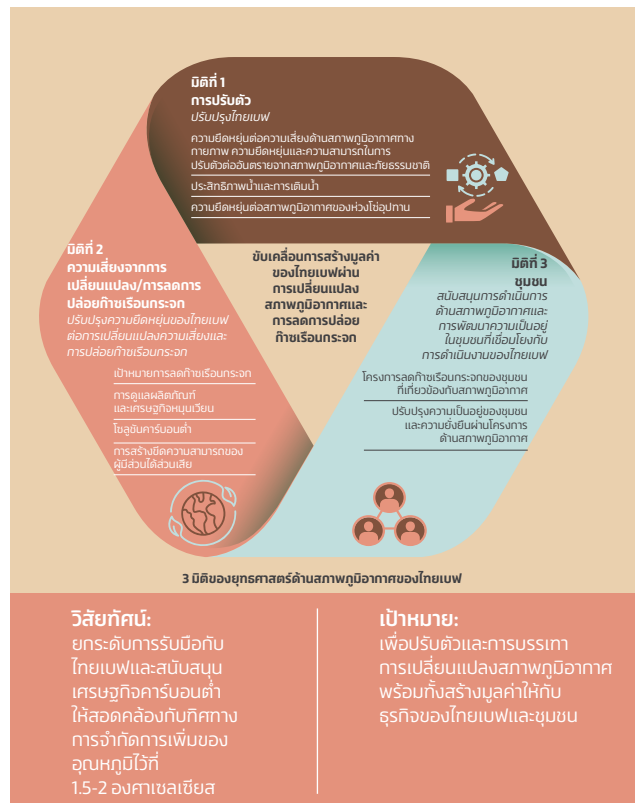 มิติที่ 1
การปรับตัว
ปรับปรุงไทยเบฟ
ความยืดหยุ่นต่อความเสี่ยงด้านสภาพภูมิอากาศทาง
กายภาพ ความยืดหยุ่นและความสามารถในการ
ปรับตัวต่ออันตรายจากสภาพภูมิอากาศและภัยธรรมชาติ
ประสิทธิภาพน้ำและการเติมน้ำ
ความยืดหยุ่นต่อสภาพภูมิอากาศของห่วงโซ่อุปทาน
มิติที่ 2
ความเสี่ยงจากการ
เปลี่ยนแปลง/การลดการ
ปล่อยก๊าซเรือนกระจก
ปรับปรุงความยืดหยุ่นของไทยเบฟ
ต่อการเปลี่ยนแปลงความเสี่ยงและ
การปล่อยก๊าซเรือนกระจก
เป้าหมายการลดก๊าซเรือนกระจก
การดูแลผลิตภัณฑ์
และเศรษฐกิจหมุนเวียน
โซลูชันคาร์บอนต่ำ
การสร้างขีดความสามารถของ
ผู้มีส่วนได้ส่วนเสีย
ขับเคลื่อนการสร้างมูลค่า
ของไทยเบฟผ่าน
การเปลี่ยนแปลง
สภาพภูมิอากาศและ
การลดการปล่อย
ก๊าซเรือนกระจก
มิติที่ 3
ชุมชน
สนับสนุนการดำเนินการ
ด้านสภาพภูมิอากาศและ
การพัฒนาความเป็นอยู่
ในชุมชนที่เชื่อมโยงกับ
การดำเนินงานของไทยเบฟ
โครงการลดก๊าซเรือนกระจกของชุมชน
ที่เกี่ยวข้องกับสภาพภูมิอากาศ
ปรับปรุงความเป็นอยู่ของชุมชน
และความยั่งยืนผ่านโครงการ
ด้านสภาพภูมิอากาศ
3 มิติของยุทธศาสตร์ด้านสภาพภูมิอากาศของไทยเบฟ
วิสัยทัศน์:
ยกระดับการรับมือกับ
ไทยเบฟและสนับสนุน
เศรษฐกิจคาร์บอนต่ำ
ให้สอดคล้องกับทิศทาง
การจำกัดการเพิ่มของ
อุณหภูมิไว้ที่
1.5-2 องศาเซลเซียส
เป้าหมาย:
เพื่อปรับตัวและการบรรเทา
การเปลี่ยนแปลงสภาพภูมิอากาศ
พร้อมทั้งสร้างมูลค่าให้กับ
ธุรกิจของไทยเบฟและชุมชน